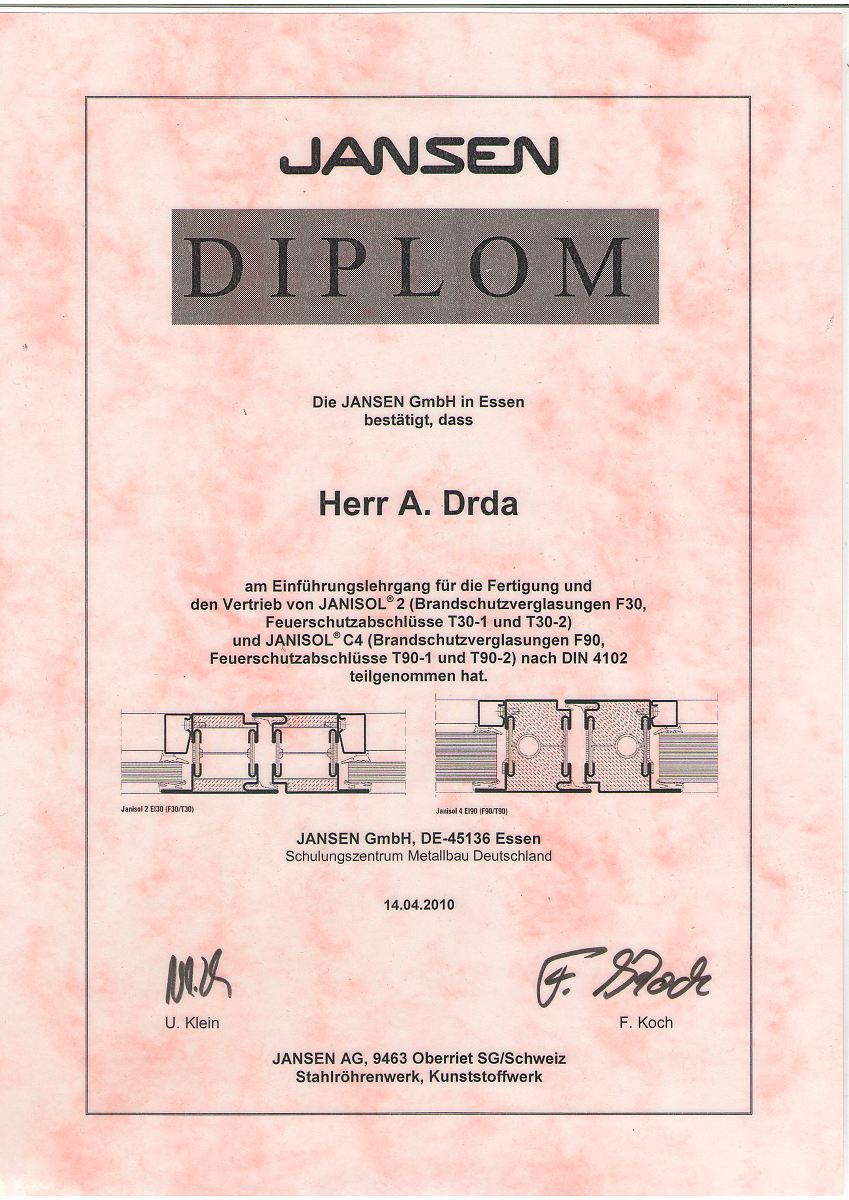 JANSEN
DIPLOM
Die JANSEN GmbH in Essen
bestätigt, dass
Herr A. Drda
am Einführungslehrgang für die Fertigung und
den Vertrieb von JANISOL® 2 (Brandschutzverglasungen F30,
Feuerschutzabschlüsse T30-1 und T30-2)
und JANISOL® C4 (Brandschutzverglasungen F90,
Feuerschutzabschlüsse T90-1 und T90-2) nach DIN 4102
teilgenommen hat.
Janisol 2 EI30 (F30/T30)
Janisol 4 EI90 (F90/T90)
JANSEN GmbH, DE-45136 Essen
Schulungszentrum Metallbau Deutschland
14.04.2010
F. Koch
U. Klein
F. Koch
JANSEN AG, 9463 Oberriet SG/Schweiz
Stahlröhrenwerk, Kunststoffwerk